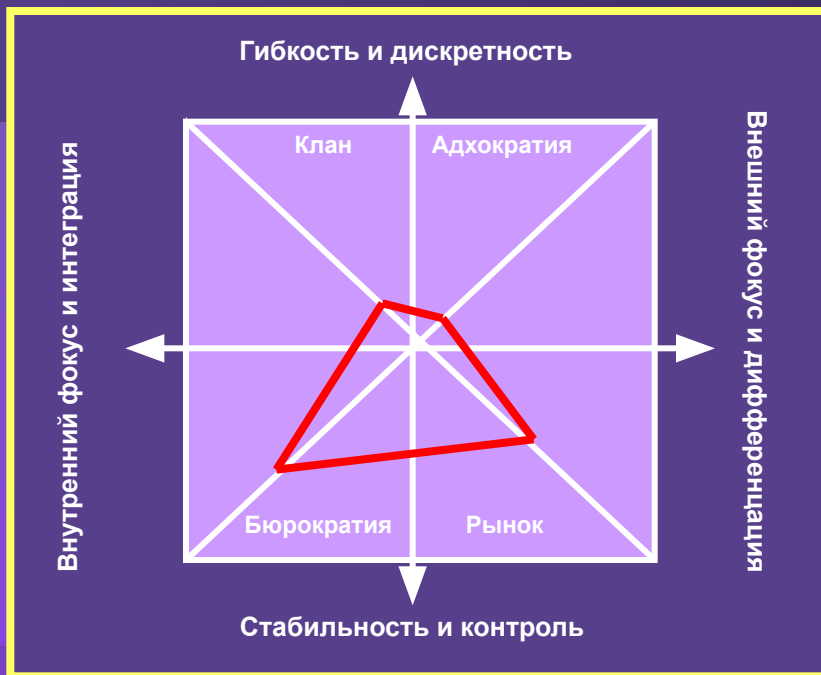 Гибкость и дискретность
Клан
Адхократия
Внутренний фокус и интеграция
Внешний фокус и дифференцация
Бюрократия
Рынок
Стабильность и контроль